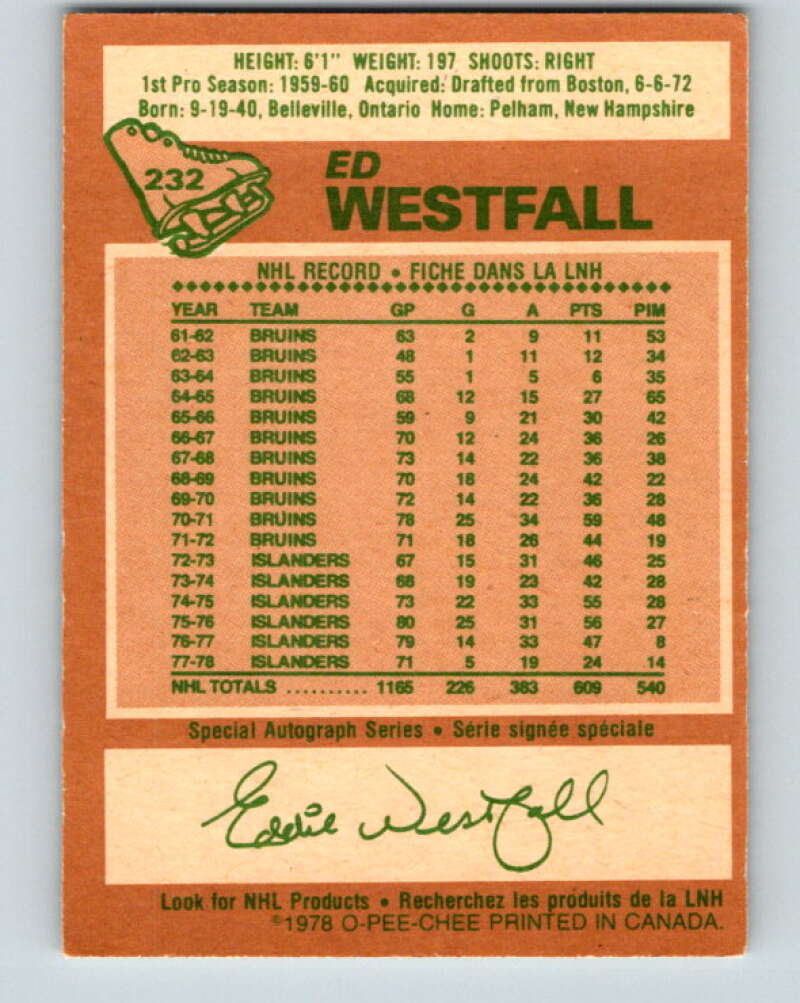 HEIGHT: 6'1" WEIGHT: 197 SHOOTS: RIGHT
1st Pro Season: 1959-60 Acquired: Drafted from Boston, 6-6-72
Born: 9-19-40, Belleville, Ontario Home: Pelham, New Hampshire
232
ED
WESTFALL
NHL RECORD • FICHE DANS LA LNH
YEAR TEAM GP G A PTS PIM
61-62 BRUINS 63 2 9 11 53
62-63 BRUINS 48 1 11 12 34
63-64 BRUINS 55 1 5 6 35
64-65 BRUINS 68 12 15 27 65
65-66 BRUINS 59 9 21 30 42
66-67 BRUINS 70 12 24 36 26
67-68 BRUINS 73 14 22 36 38
68-69 BRUINS 70 18 24 42 22
69-70 BRUINS 72 14 22 36 28
70-71 BRUINS 78 25 34 59 48
71-72 BRUINS 71 18 26 44 19
72-73 ISLANDERS 67 15 31 46 25
73-74 ISLANDERS 68 19 23 42 28
74-75 ISLANDERS 73 22 33 55 28
75-76 ISLANDERS 80 25 31 56 27
76-77 ISLANDERS 79 14 33 47 8
77-78 ISLANDERS 71 5 19 24 14
NHL TOTALS .......... 1165 226 383 609 540
Special Autograph Series • Série signée spéciale
Eddie Westfall
Look for NHL Products • Recherchez les produits de la LNH
©1978 O-PEE-CHEE PRINTED IN CANADA.